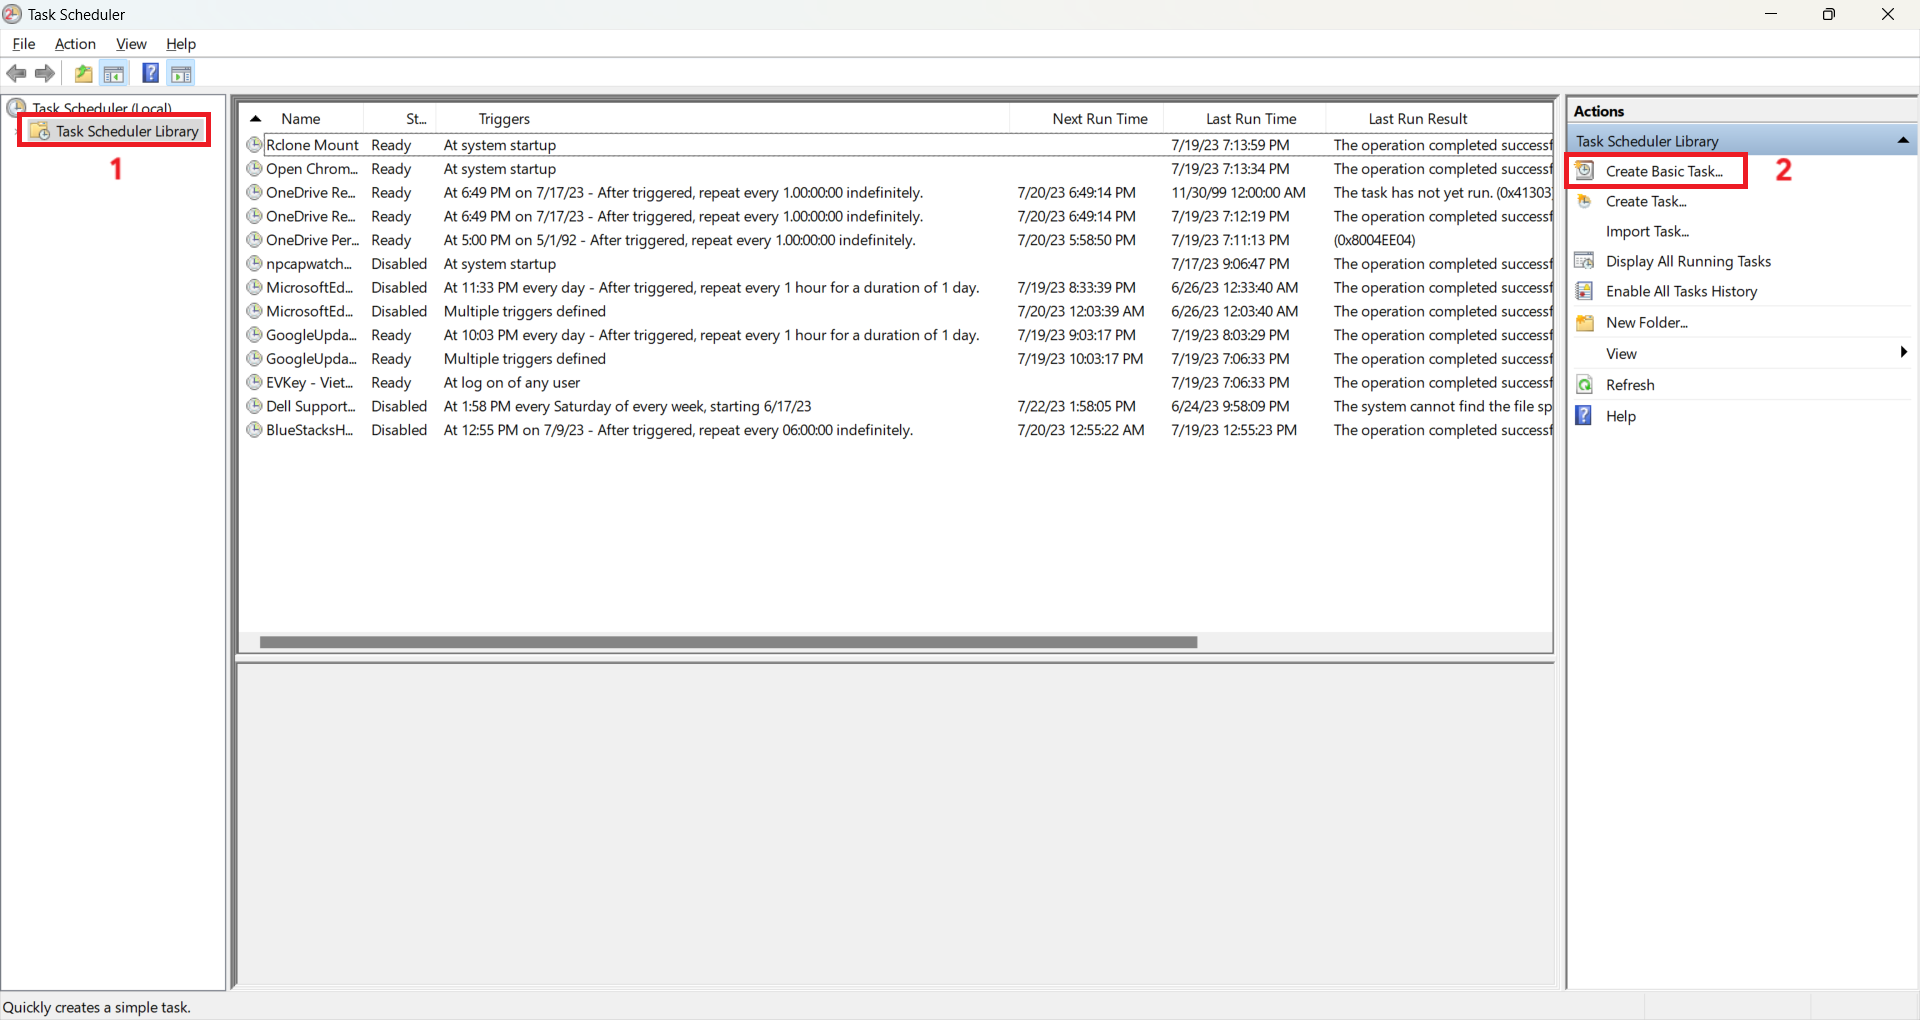 Task Scheduler
File Action View Help
Task Scheduler (Local)
Task Scheduler Library
1
Name St... Triggers Next Run Time Last Run Time Last Run Result
Rclone Mount Ready At system startup 7/19/23 7:13:59 PM The operation completed successf
Open Chrom... Ready At system startup 7/19/23 7:13:34 PM The operation completed successf
OneDrive Re... Ready At 6:49 PM on 7/17/23 - After triggered, repeat every 1.00:00:00 indefinitely. 7/20/23 6:49:14 PM 11/30/99 12:00:00 AM The task has not yet run. (0x41303
OneDrive Re... Ready At 6:49 PM on 7/17/23 - After triggered, repeat every 1.00:00:00 indefinitely. 7/20/23 6:49:14 PM 7/19/23 7:12:19 PM The operation completed successf
OneDrive Per... Ready At 5:00 PM on 5/1/92 - After triggered, repeat every 1.00:00:00 indefinitely. 7/20/23 5:58:50 PM 7/19/23 7:11:13 PM (0x8004EE04)
npcapwatch... Disabled At system startup 7/17/23 9:06:47 PM The operation completed successf
MicrosoftEd... Disabled At 11:33 PM every day - After triggered, repeat every 1 hour for a duration of 1 day. 7/19/23 8:33:39 PM 6/26/23 12:33:40 AM The operation completed successf
MicrosoftEd... Disabled Multiple triggers defined 7/20/23 12:03:39 AM 6/26/23 12:03:40 AM The operation completed successf
GoogleUpda... Ready At 10:03 PM every day - After triggered, repeat every 1 hour for a duration of 1 day. 7/19/23 9:03:17 PM 7/19/23 8:03:29 PM The operation completed successf
GoogleUpda... Ready Multiple triggers defined 7/19/23 10:03:17 PM 7/19/23 7:06:33 PM The operation completed successf
EVKey - Viet... Ready At log on of any user 7/19/23 7:06:33 PM The operation completed successf
Dell Support... Disabled At 1:58 PM every Saturday of every week, starting 6/17/23 7/22/23 1:58:05 PM 6/24/23 9:58:09 PM The system cannot find the file sp
BlueStacksH... Disabled At 12:55 PM on 7/9/23 - After triggered, repeat every 06:00:00 indefinitely. 7/20/23 12:55:22 AM 7/19/23 12:55:23 PM The operation completed successf
Actions
Task Scheduler Library
Create Basic Task... 2
Create Task...
Import Task...
Display All Running Tasks
Enable All Tasks History
New Folder...
View
Refresh
Help
Quickly creates a simple task.